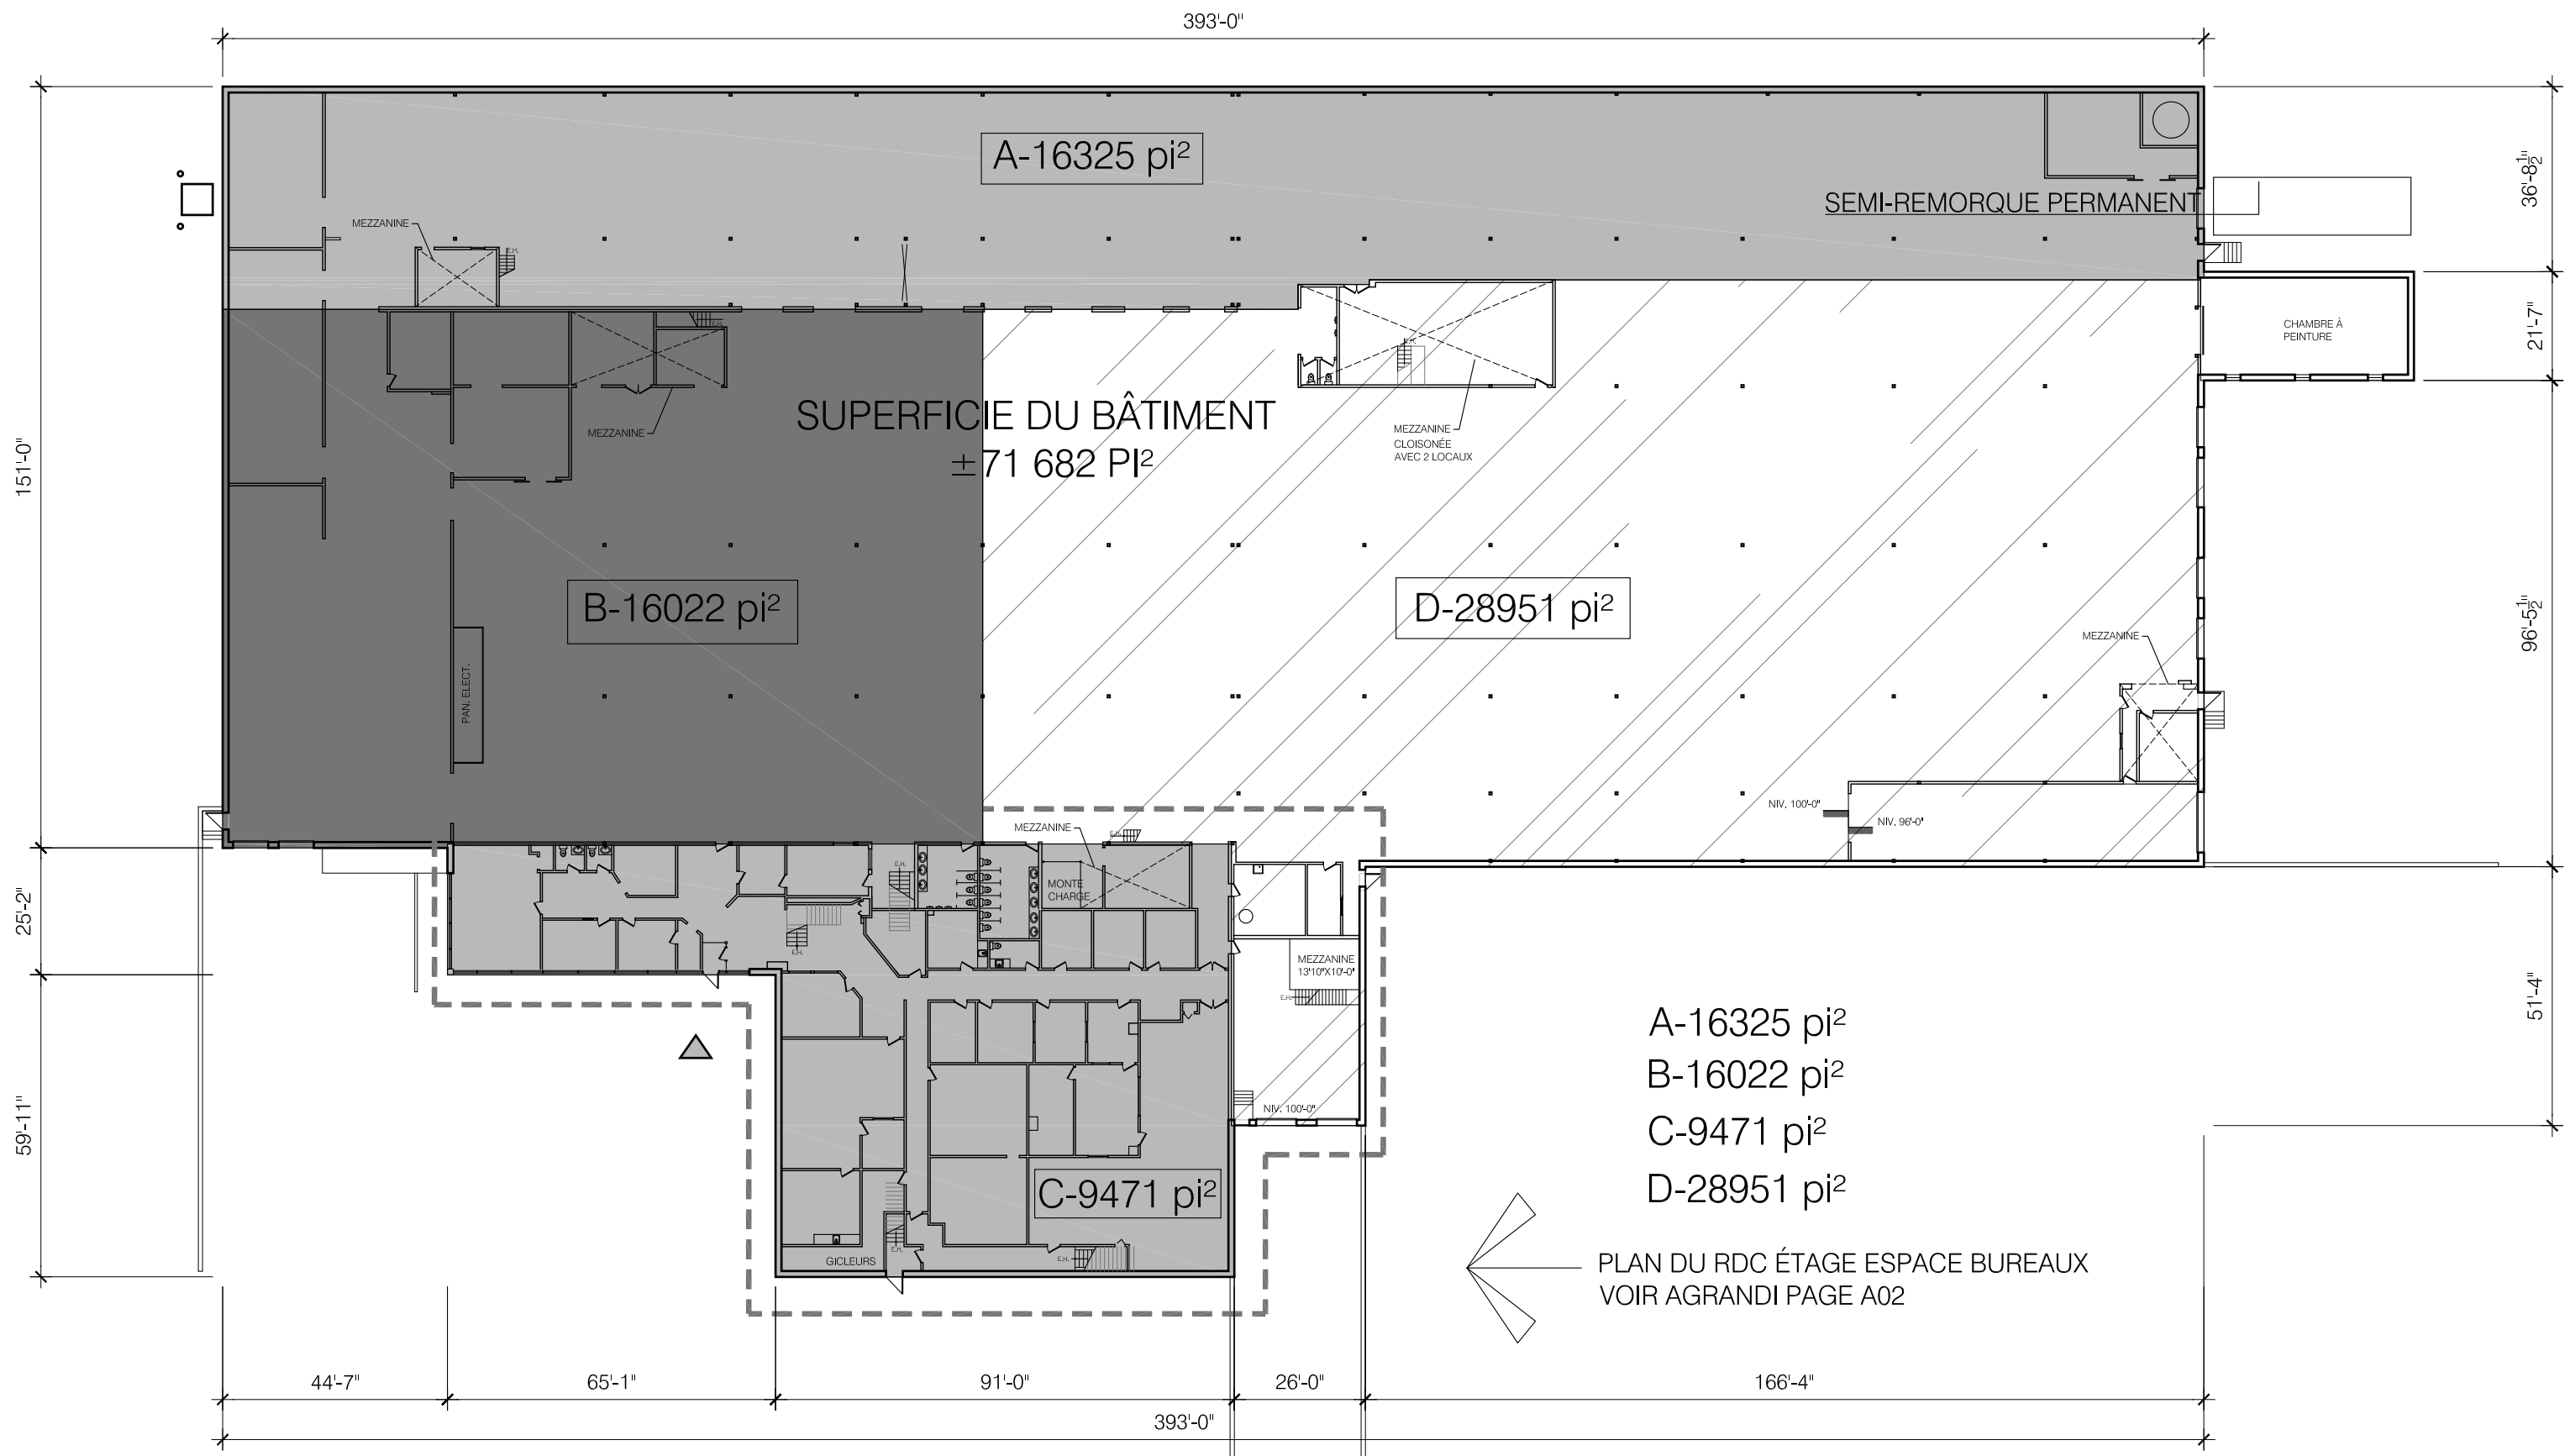 393'-0"
A-16325 pi²
36'-8½"
SEMI-REMORQUE PERMANENT
MEZZANINE
E.H.
E.H.
CHAMBRE À
PEINTURE
21'-7"
E.H.
SUPERFICIE DU BÂTIMENT
±71 682 PI²
MEZZANINE
MEZZANINE
CLOISONÉE
AVEC 2 LOCAUX
151'-0"
B-16022 pi²
D-28951 pi²
96'-5½"
MEZZANINE
PAN. ELECT.
NIV. 100'-0"
NIV. 96'-0"
MEZZANINE
E.H.
E.H.
MONTE
CHARGE
25'-2"
E.H.
MEZZANINE
13'10"X10'-0"
E.H.
51'-4"
A-16325 pi²
B-16022 pi²
C-9471 pi²
D-28951 pi²
59'-11"
NIV. 100'-0"
C-9471 pi²
GICLEURS
E.H.
E.H.
PLAN DU RDC ÉTAGE ESPACE BUREAUX
VOIR AGRANDI PAGE A02
44'-7"
65'-1"
91'-0"
26'-0"
166'-4"
393'-0"